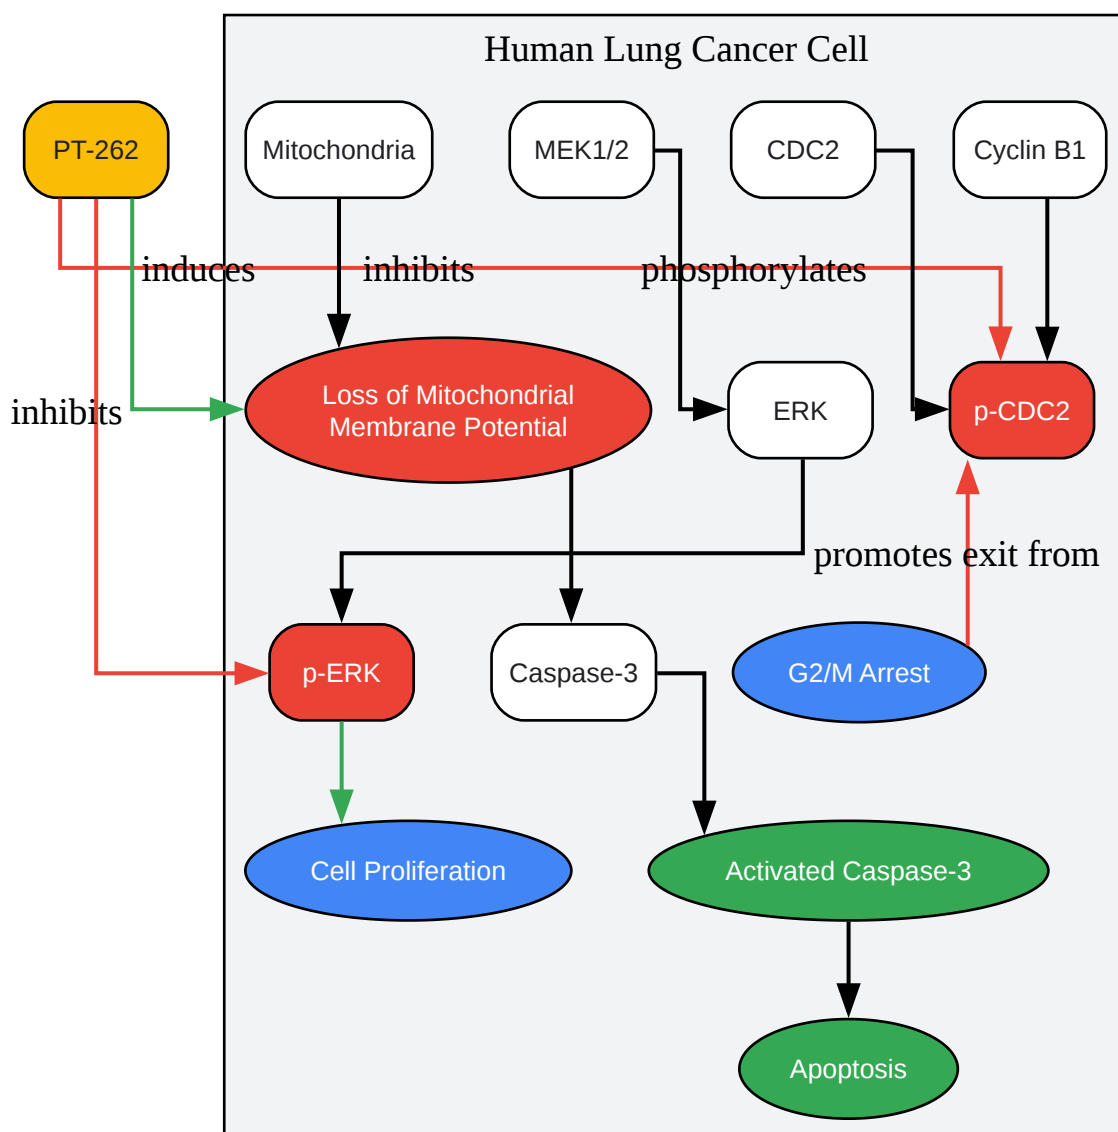 Human Lung Cancer Cell
PT-262
Mitochondria
MEK1/2
CDC2
Cyclin B1
induces
inhibits
phosphorylates
Loss of Mitochondrial
Membrane Potential
ERK
p-CDC2
inhibits
promotes exit from
p-ERK
Caspase-3
G2/M Arrest
Cell Proliferation
Activated Caspase-3
Apoptosis